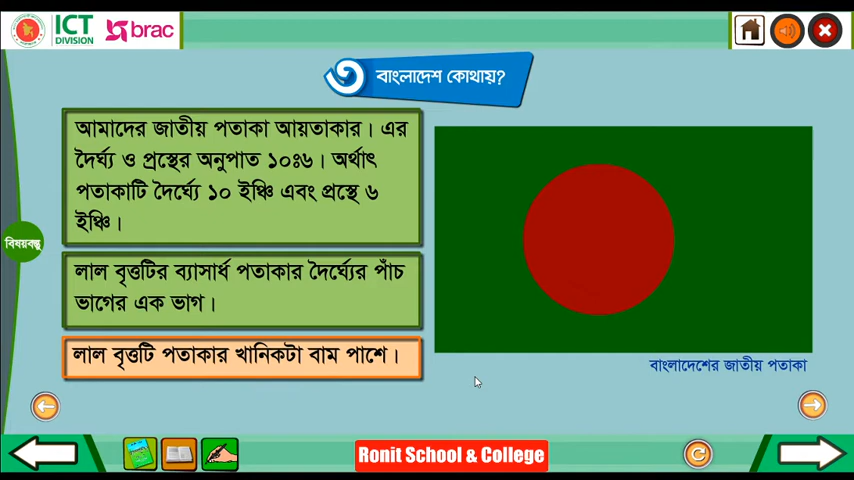 ICT
DIVISION
brac
৩ বাংলাদেশ কোথায়?
আমাদের জাতীয় পতাকা আয়তাকার। এর
দৈর্ঘ্য ও প্রস্থের অনুপাত ১০ঃ৬। অর্থাৎ
পতাকাটি দৈর্ঘ্যে ১০ ইঞ্চি এবং প্রস্থে ৬
ইঞ্চি।
বিষয়বস্তু
লাল বৃত্তটির ব্যাসার্ধ পতাকার দৈর্ঘ্যের পাঁচ
ভাগের এক ভাগ।
লাল বৃত্তটি পতাকার খানিকটা বাম পাশে।
বাংলাদেশের জাতীয় পতাকা
Ronit School & College